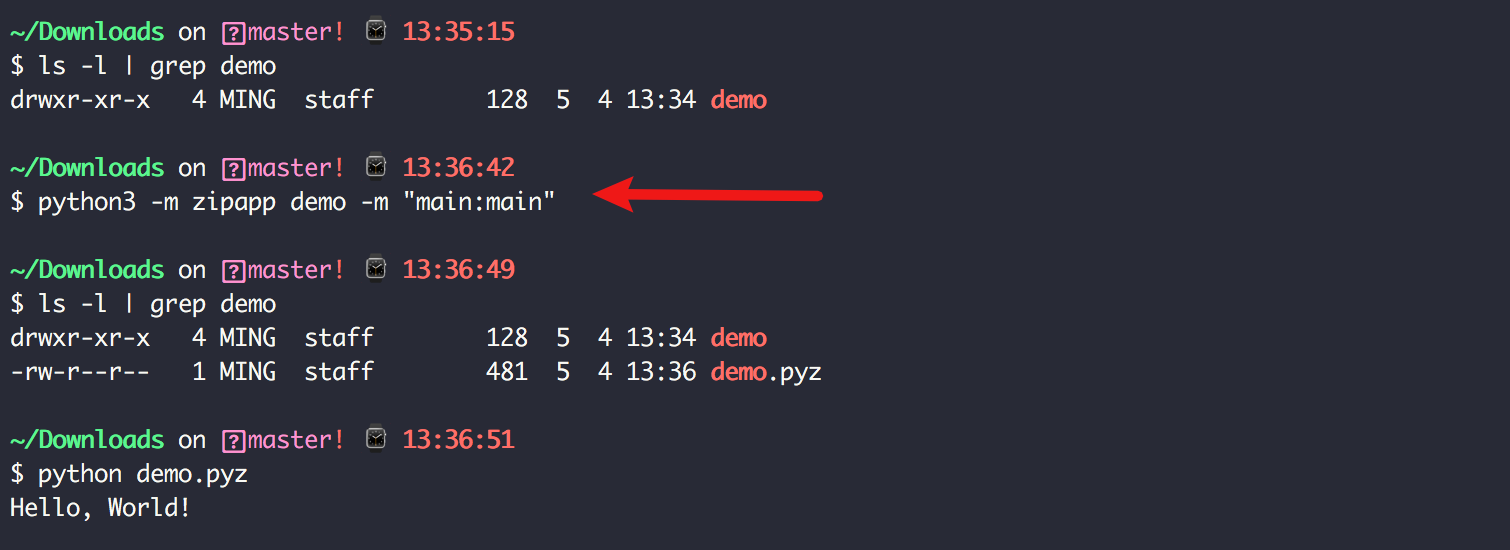 ~/Downloads on master! ⌚ 13:35:15
$ ls -l | grep demo
drwxr-xr-x   4 MING  staff        128  5  4 13:34 demo
~/Downloads on master! ⌚ 13:36:42
$ python3 -m zipapp demo -m "main:main"
~/Downloads on master! ⌚ 13:36:49
$ ls -l | grep demo
drwxr-xr-x   4 MING  staff        128  5  4 13:34 demo
-rw-r--r--   1 MING  staff        481  5  4 13:36 demo.pyz
~/Downloads on master! ⌚ 13:36:51
$ python demo.pyz
Hello, World!